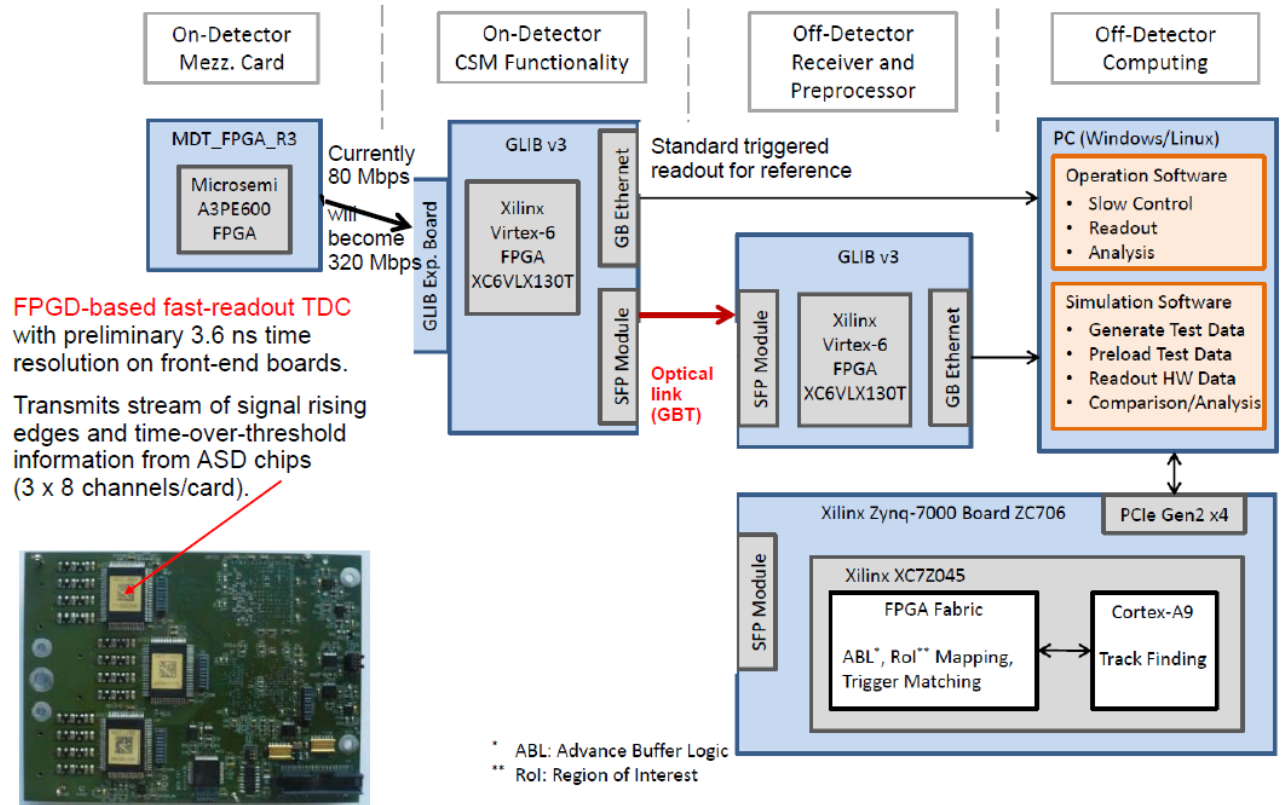 On-Detector
Mezz. Card
On-Detector
CSM Functionality
Off-Detector
Receiver and
Preprocessor
Off-Detector
Computing
MDT_FPGA_R3
Microsemi
A3PE600
FPGA
Currently
80 Mbps
will
become
320 Mbps
GLIB Exp. Board
GLIB v3
Xilinx
Virtex-6
FPGA
XC6VLX130T
GB Ethernet
SFP Module
Standard triggered
readout for reference
Optical
link
(GBT)
GLIB v3
SFP Module
Xilinx
Virtex-6
FPGA
XC6VLX130T
GB Ethernet
PC (Windows/Linux)
Operation Software
• Slow Control
• Readout
• Analysis
Simulation Software
• Generate Test Data
• Preload Test Data
• Readout HW Data
• Comparison/Analysis
FPGD-based fast-readout TDC
with preliminary 3.6 ns time
resolution on front-end boards.
Transmits stream of signal rising
edges and time-over-threshold
information from ASD chips
(3 x 8 channels/card).
Xilinx Zynq-7000 Board ZC706
PCIe Gen2 x4
SFP Module
Xilinx XC7Z045
FPGA Fabric
ABL*, RoI** Mapping,
Trigger Matching
Cortex-A9
Track Finding
* ABL: Advance Buffer Logic
** RoI: Region of Interest